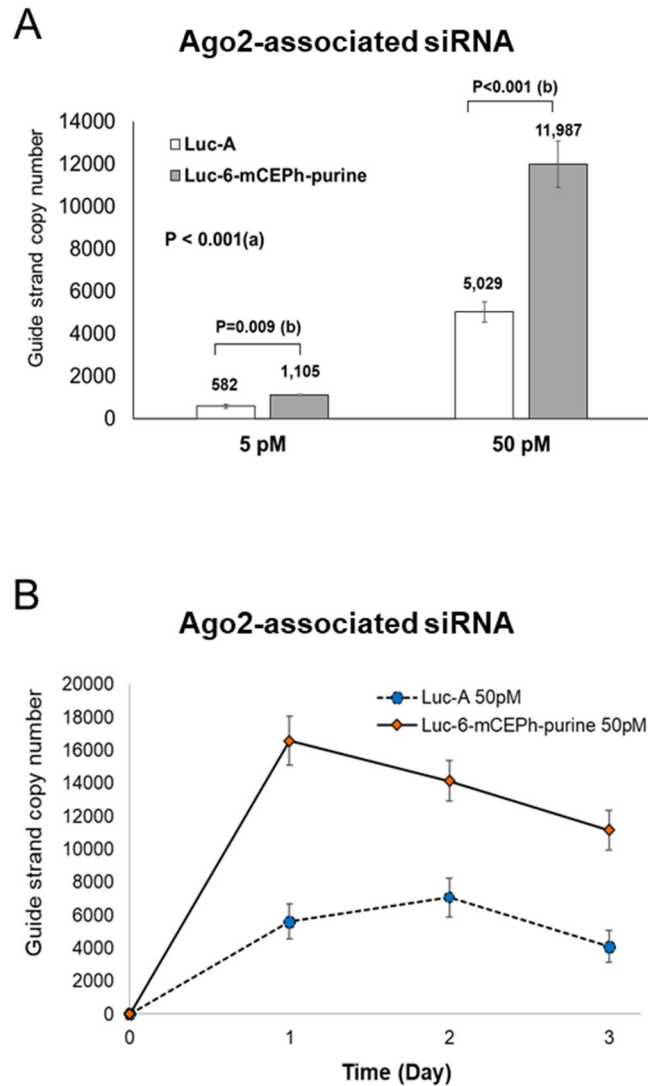 A
Ago2-associated siRNA
P<0.001 (b)
11,987
14000
12000
10000
8000
6000
4000
2000
0
Guide strand copy number
Luc-A
Luc-6-mCEPh-purine
P < 0.001(a)
5,029
P=0.009 (b)
582
1,105
5 pM
50 pM
B
Ago2-associated siRNA
20000
18000
16000
14000
12000
10000
8000
6000
4000
2000
0
Guide strand copy number
Luc-A 50pM
Luc-6-mCEPh-purine 50pM
0
1
2
3
Time (Day)